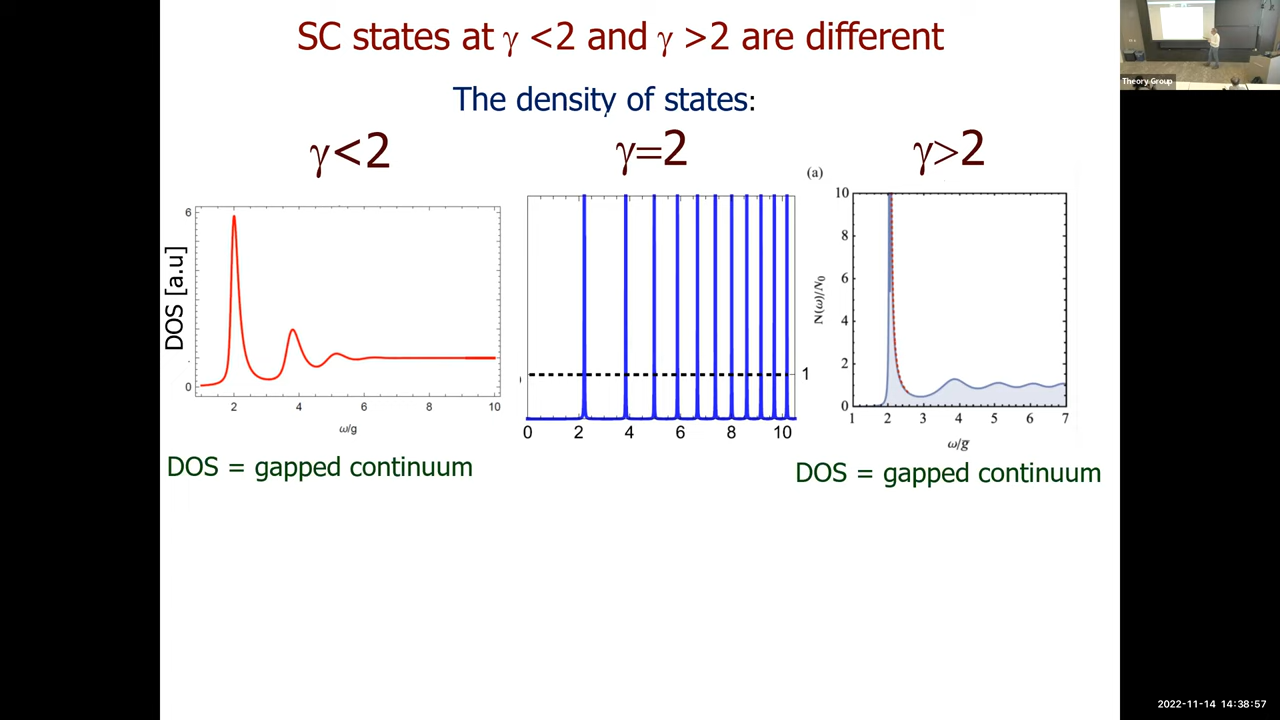 SC states at γ <2 and γ >2 are different
Theory Group
The density of states:
γ<2
γ=2
γ>2
(a)
DOS [a.u]
6
0
2 4 6 8 10
ω/g
1
0 2 4 6 8 10
N(ω)/N₀
10
8
6
4
2
0
1 2 3 4 5 6 7
ω/g
DOS = gapped continuum
DOS = gapped continuum
2022-11-14 14:38:57